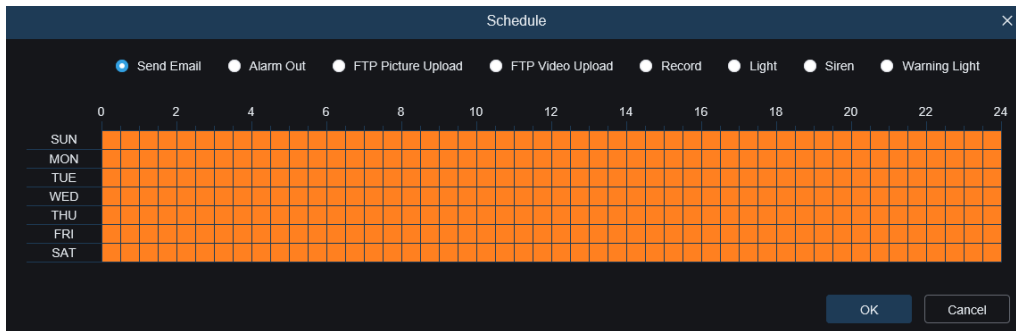 Schedule
Send Email Alarm Out FTP Picture Upload FTP Video Upload Record Light Siren Warning Light
0 2 4 6 8 10 12 14 16 18 20 22 24
SUN
MON
TUE
WED
THU
FRI
SAT
OK Cancel